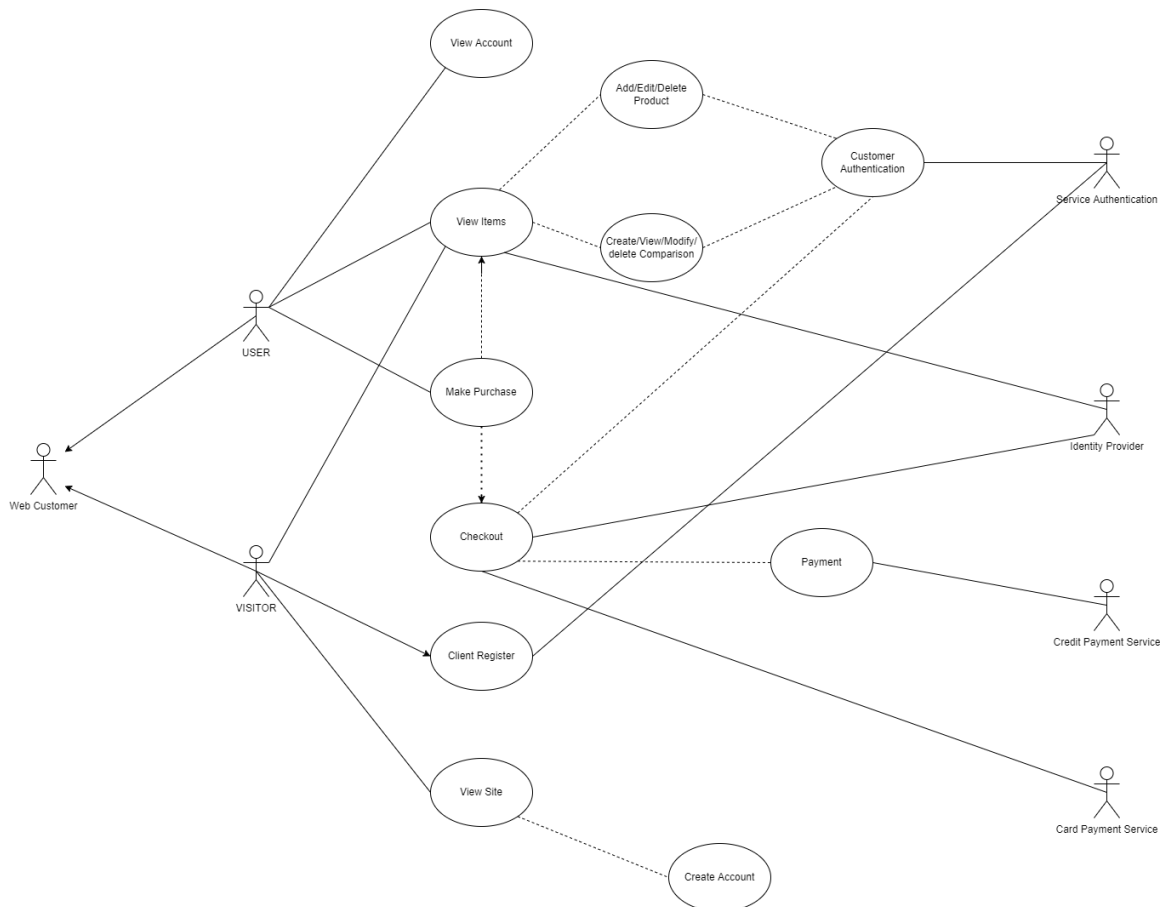 View Account
Add/Edit/Delete
Product
Customer
Authentication
Service Authentication
View Items
Create/View/Modify/
delete Comparison
USER
Make Purchase
Identity Provider
Web Customer
Checkout
Payment
VISITOR
Credit Payment Service
Client Register
View Site
Card Payment Service
Create Account